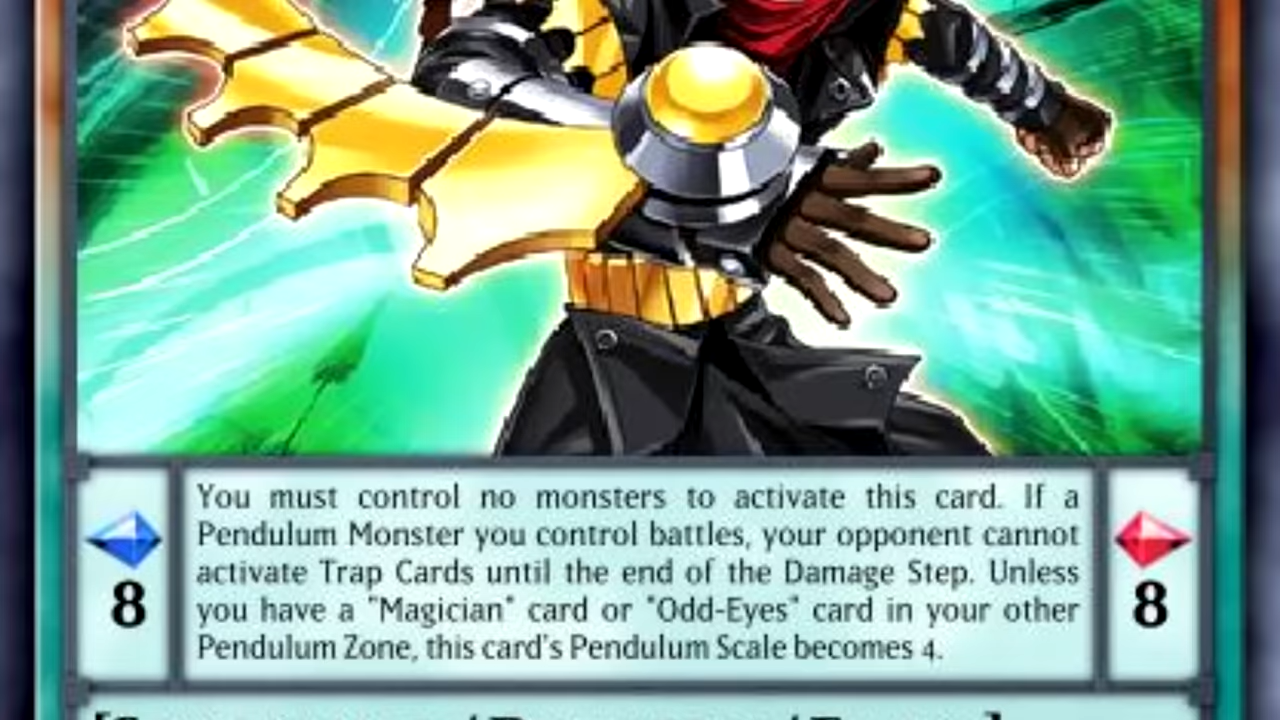 You must control no monsters to activate this card. If a
Pendulum Monster you control battles, your opponent cannot
activate Trap Cards until the end of the Damage Step. Unless
you have a "Magician" card or "Odd-Eyes" card in your other
Pendulum Zone, this card's Pendulum Scale becomes 4.
8
8